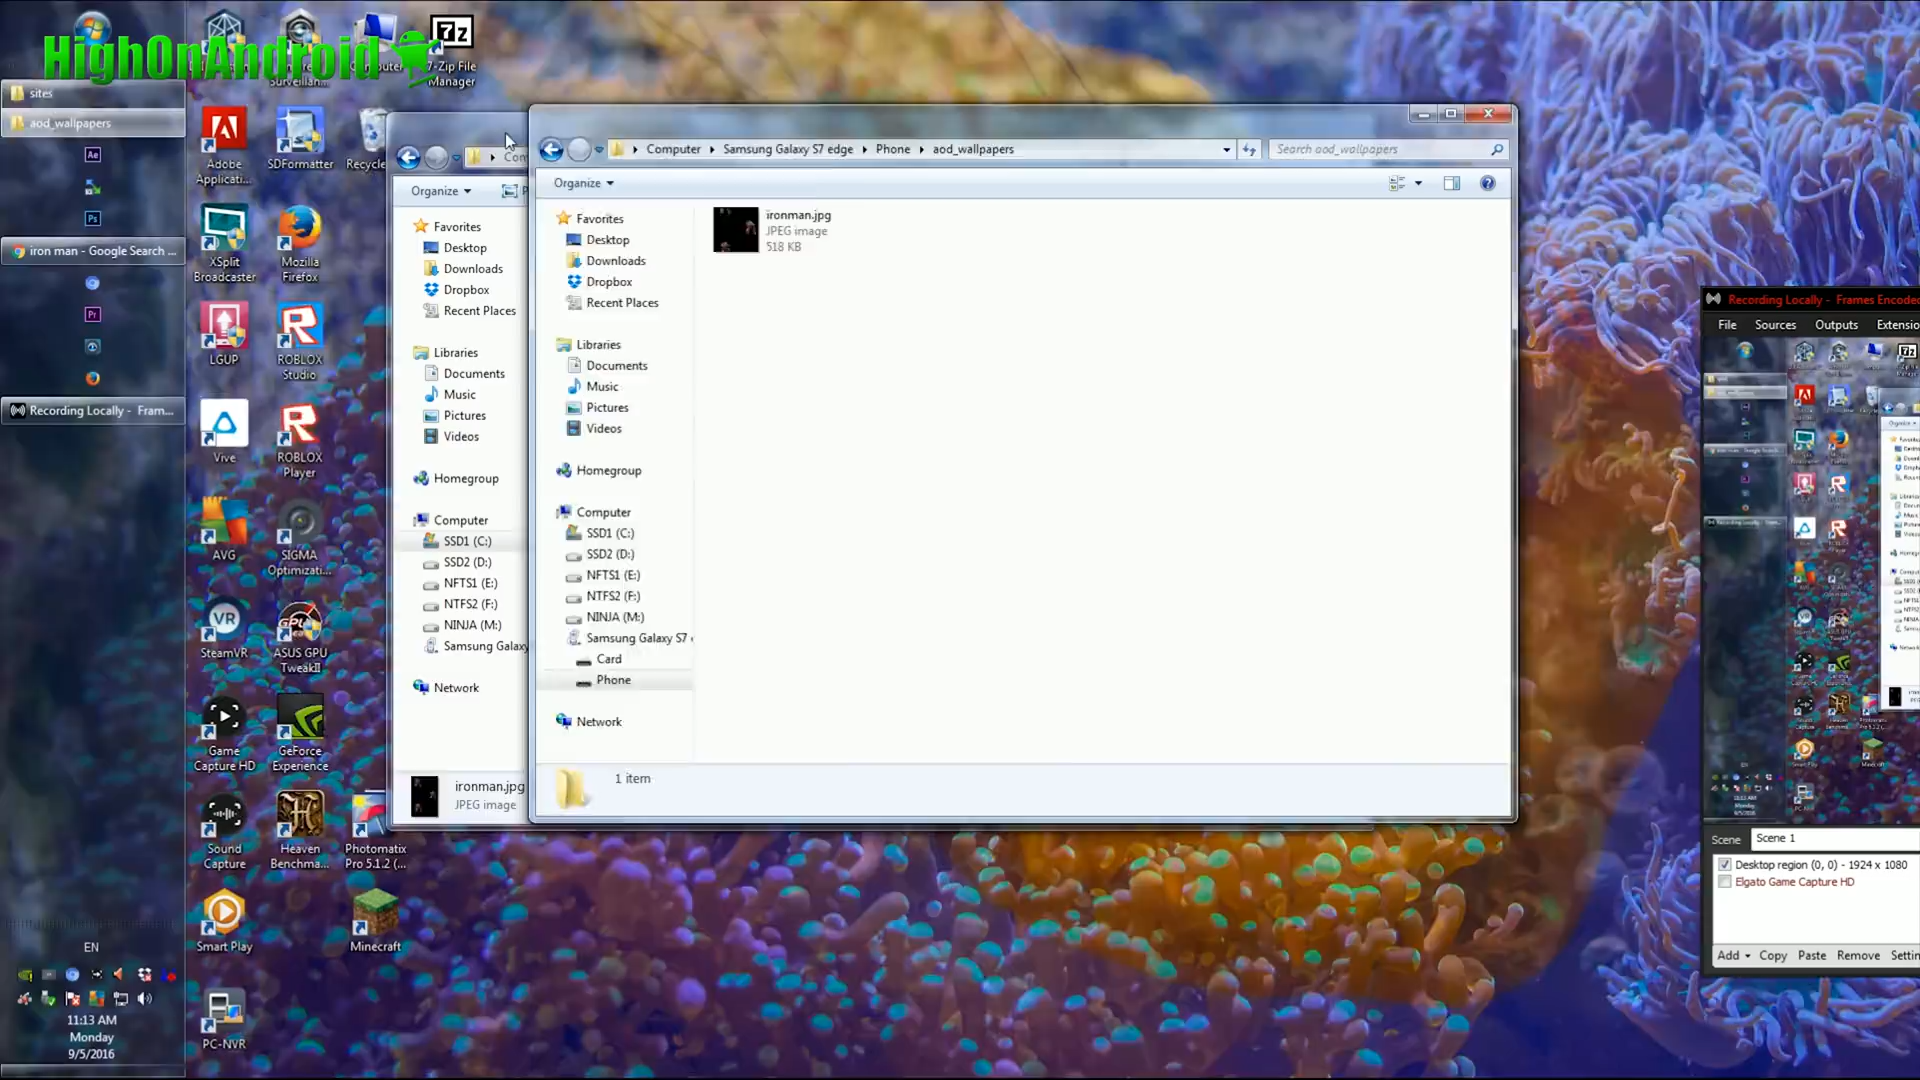 HighOnAndroid
Surveillan...
Computer
7-Zip File
Manager
sites
aod_wallpapers
iron man - Google Search ...
Recording Locally - Fram...
EN
11:13 AM
Monday
9/5/2016
Adobe
Applicati...
SDFormatter
Recycle
XSplit
Broadcaster
Mozilla
Firefox
LGUP
ROBLOX
Studio
Vive
ROBLOX
Player
AVG
SIGMA
Optimizati...
SteamVR
ASUS GPU
TweakII
Game
Capture HD
GeForce
Experience
Sound
Capture
Heaven
Benchma...
Photomatix
Pro 5.1.2 (...
Smart Play
Minecraft
PC-NVR
Organize
Favorites
Desktop
Downloads
Dropbox
Recent Places
Libraries
Documents
Music
Pictures
Videos
Homegroup
Computer
SSD1 (C:)
SSD2 (D:)
NFTS1 (E:)
NTFS2 (F:)
NINJA (M:)
Samsung Galaxy
Network
ironman.jpg
JPEG image
Computer Samsung Galaxy S7 edge Phone aod_wallpapers
Search aod_wallpapers
Organize
Favorites
Desktop
Downloads
Dropbox
Recent Places
Libraries
Documents
Music
Pictures
Videos
Homegroup
Computer
SSD1 (C:)
SSD2 (D:)
NFTS1 (E:)
NTFS2 (F:)
NINJA (M:)
Samsung Galaxy S7
Card
Phone
Network
ironman.jpg
JPEG image
518 KB
1 item
Recording Locally - Frames Encoded
File Sources Outputs Extensio
Scene Scene 1
Desktop region (0, 0) - 1924 x 1080
Elgato Game Capture HD
Add Copy Paste Remove Settin